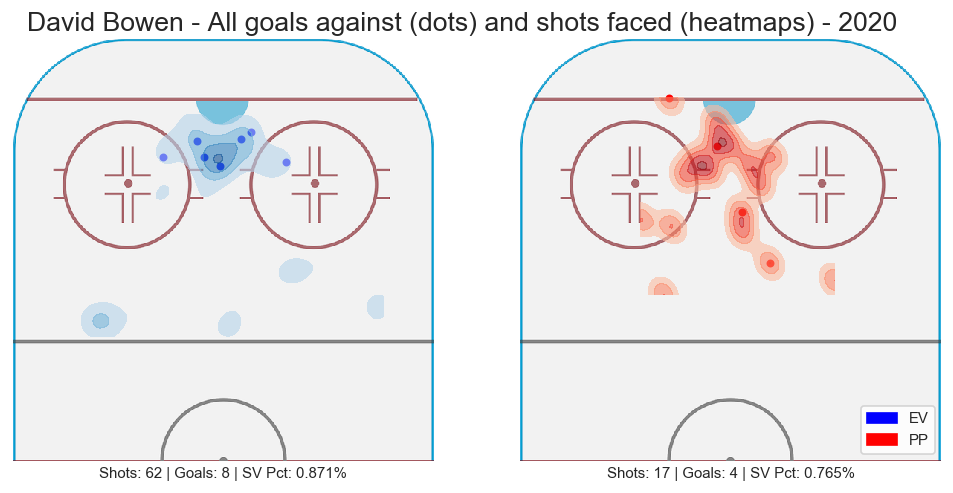 David Bowen - All goals against (dots) and shots faced (heatmaps) - 2020
EV
PP
Shots: 62 | Goals: 8 | SV Pct: 0.871%
Shots: 17 | Goals: 4 | SV Pct: 0.765%